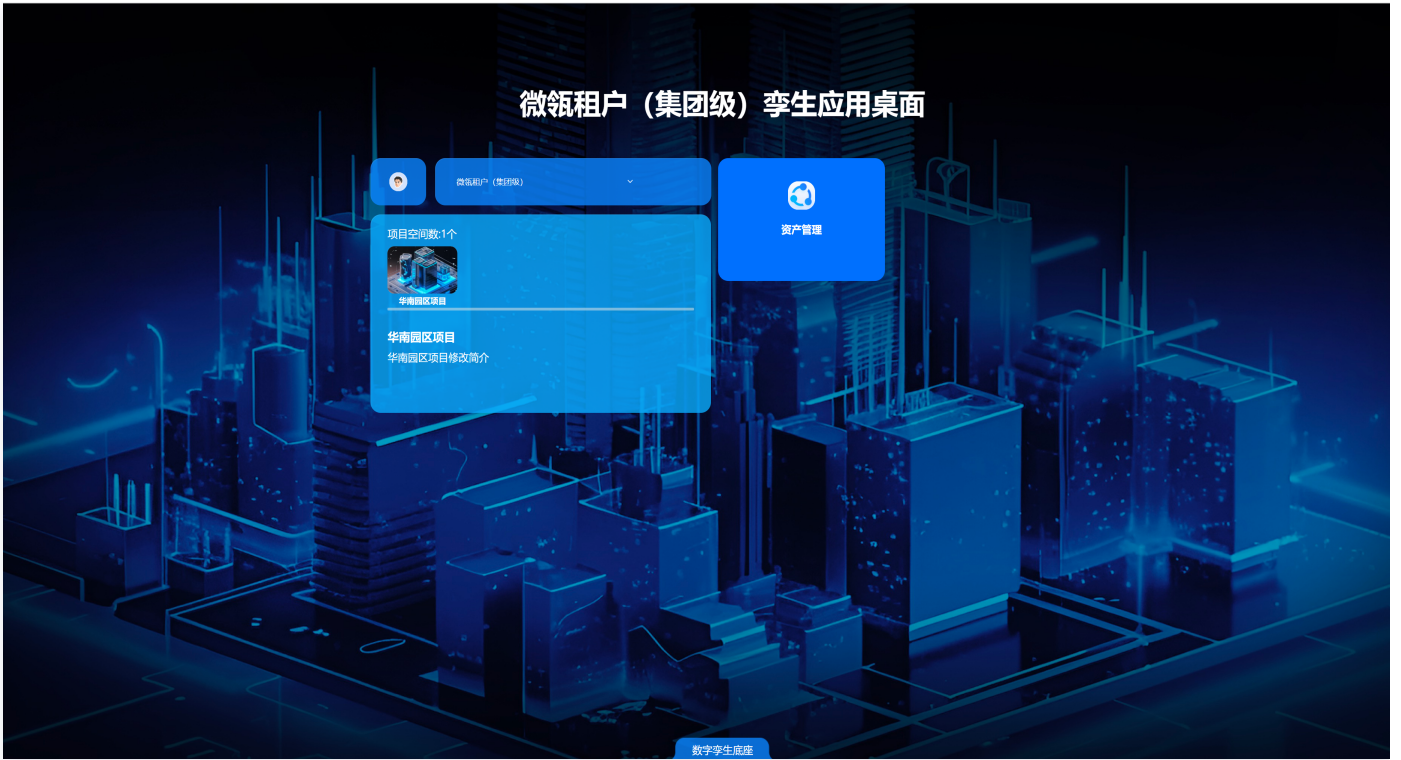 微瓴租户（集团级）孪生应用桌面
微瓴租户（集团级）
资产管理
项目空间数:1个
华南园区项目
华南园区项目
华南园区项目修改简介
数字孪生底座